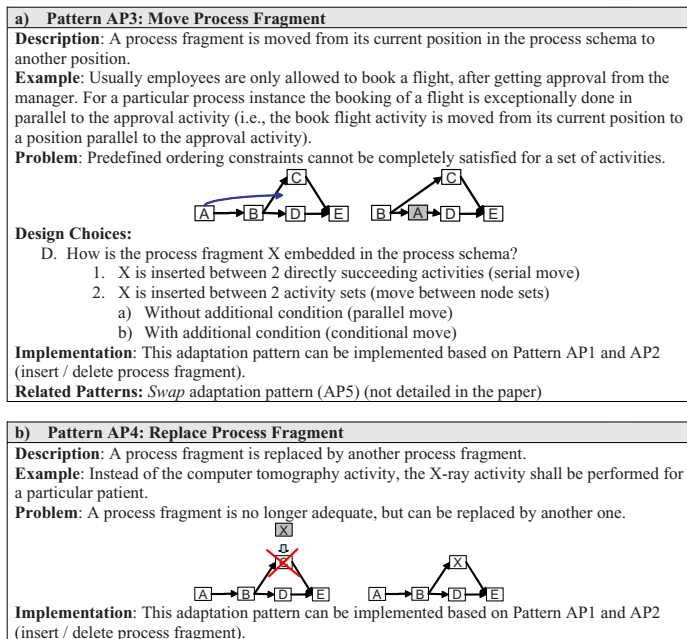 a) Pattern AP3: Move Process Fragment
Description: A process fragment is moved from its current position in the process schema to
another position.
Example: Usually employees are only allowed to book a flight, after getting approval from the
manager. For a particular process instance the booking of a flight is exceptionally done in
parallel to the approval activity (i.e., the book flight activity is moved from its current position to
a position parallel to the approval activity).
Problem: Predefined ordering constraints cannot be completely satisfied for a set of activities.
C C
A B D E B A D E
Design Choices:
D. How is the process fragment X embedded in the process schema?
1. X is inserted between 2 directly succeeding activities (serial move)
2. X is inserted between 2 activity sets (move between node sets)
a) Without additional condition (parallel move)
b) With additional condition (conditional move)
Implementation: This adaptation pattern can be implemented based on Pattern AP1 and AP2
(insert / delete process fragment).
Related Patterns: Swap adaptation pattern (AP5) (not detailed in the paper)
b) Pattern AP4: Replace Process Fragment
Description: A process fragment is replaced by another process fragment.
Example: Instead of the computer tomography activity, the X-ray activity shall be performed for
a particular patient.
Problem: A process fragment is no longer adequate, but can be replaced by another one.
X
X
A B D E A B D E
Implementation: This adaptation pattern can be implemented based on Pattern AP1 and AP2
(insert / delete process fragment).